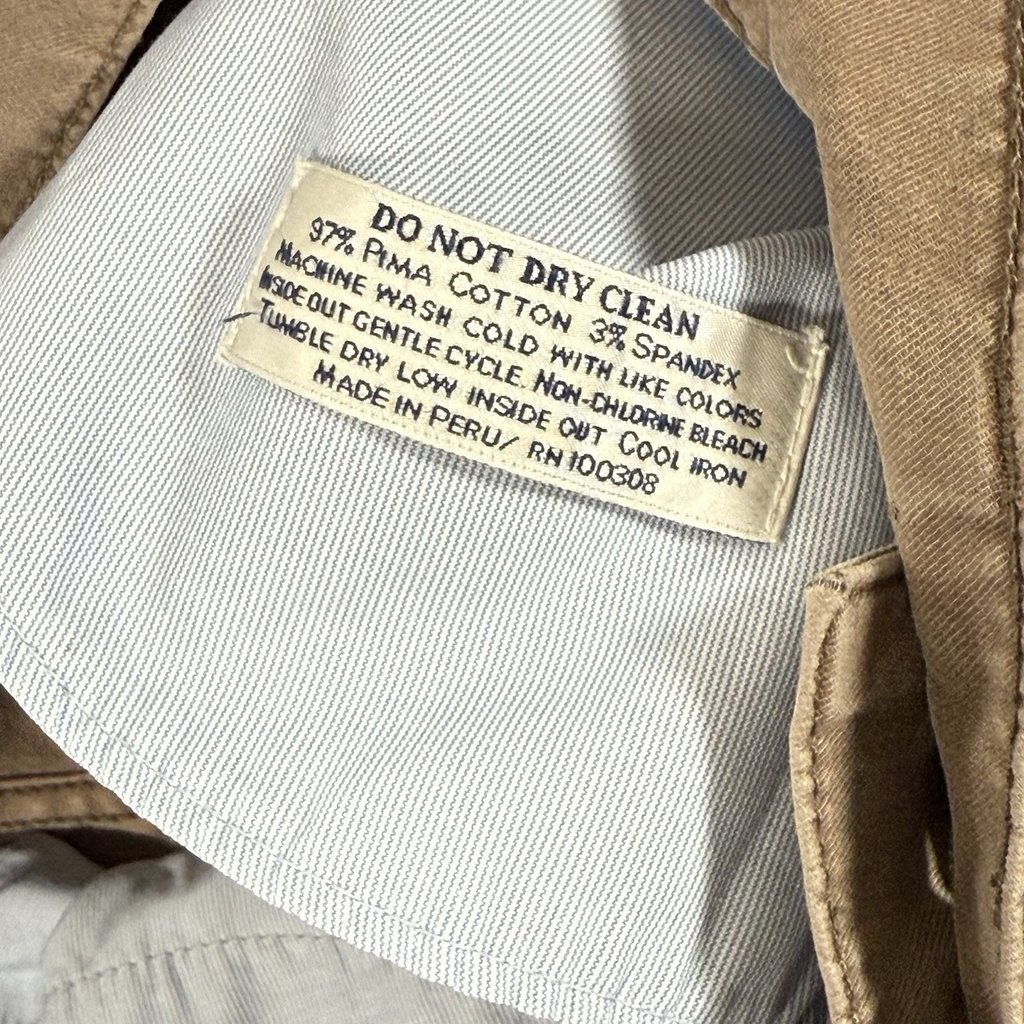 DO NOT DRY CLEAN
97% PIMA COTTON 3% SPANDEX
MACHINE WASH COLD WITH LIKE COLORS
INSIDE OUT GENTLE CYCLE. NON-CHLORINE BLEACH
TUMBLE DRY LOW INSIDE OUT COOL IRON
MADE IN PERU/ RN 100308